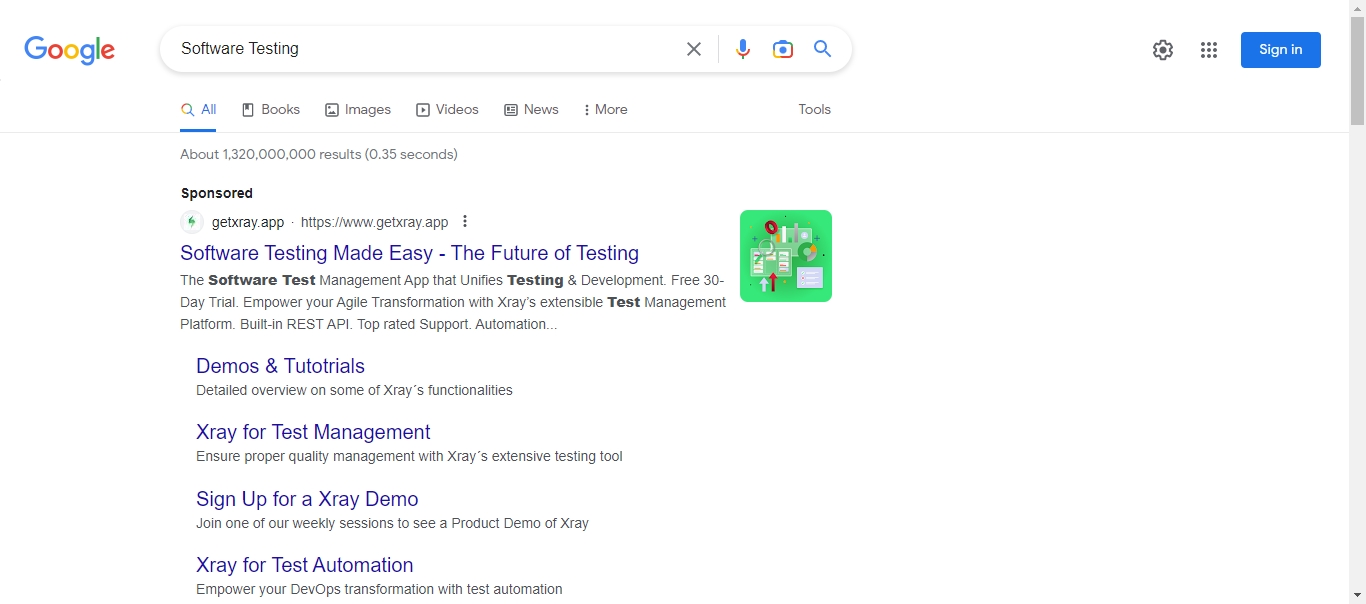 Google
Software Testing
Sign in
All Books Images Videos News More Tools
About 1,320,000,000 results (0.35 seconds)
Sponsored
getxray.app · https://www.getxray.app
Software Testing Made Easy - The Future of Testing
The Software Test Management App that Unifies Testing & Development. Free 30-
Day Trial. Empower your Agile Transformation with Xray’s extensible Test Management
Platform. Built-in REST API. Top rated Support. Automation...
Demos & Tutotrials
Detailed overview on some of Xray´s functionalities
Xray for Test Management
Ensure proper quality management with Xray´s extensive testing tool
Sign Up for a Xray Demo
Join one of our weekly sessions to see a Product Demo of Xray
Xray for Test Automation
Empower your DevOps transformation with test automation